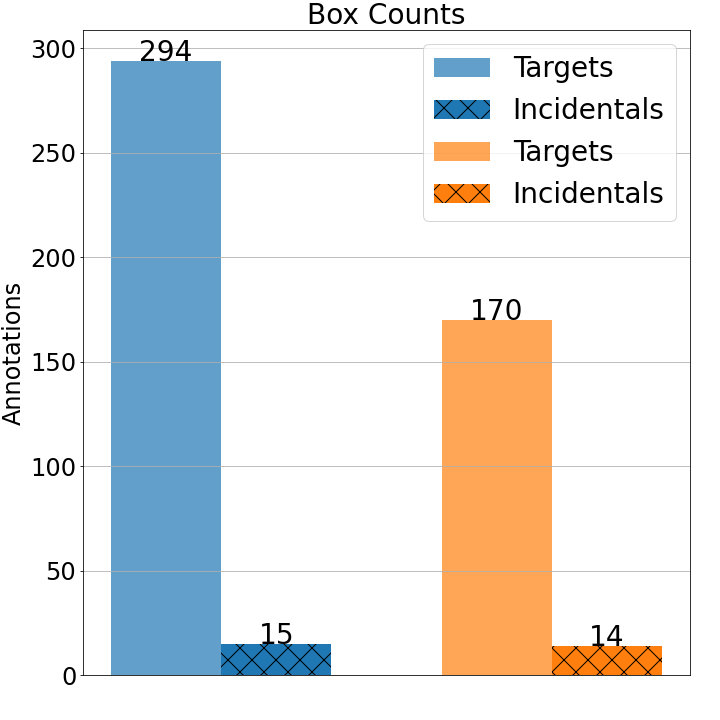 Box Counts
300
250
200
150
100
50
0
Annotations
294
15
170
14
Targets
Incidentals
Targets
Incidentals